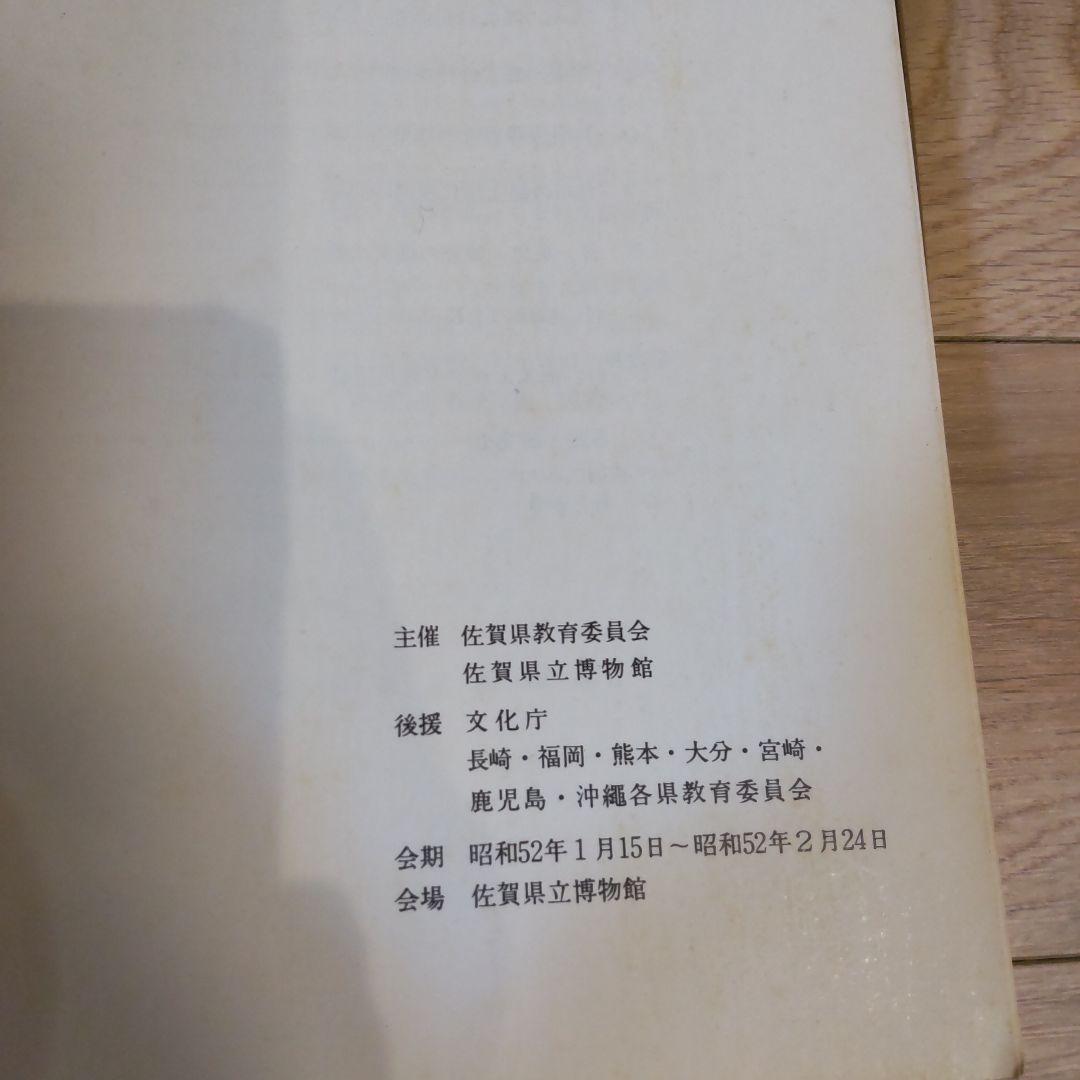 主催 佐賀県教育委員会
佐賀県立博物館
後援 文化庁
長崎・福岡・熊本・大分・宮崎・
鹿児島・沖縄各県教育委員会
会期 昭和52年1月15日～昭和52年2月24日
会場 佐賀県立博物館